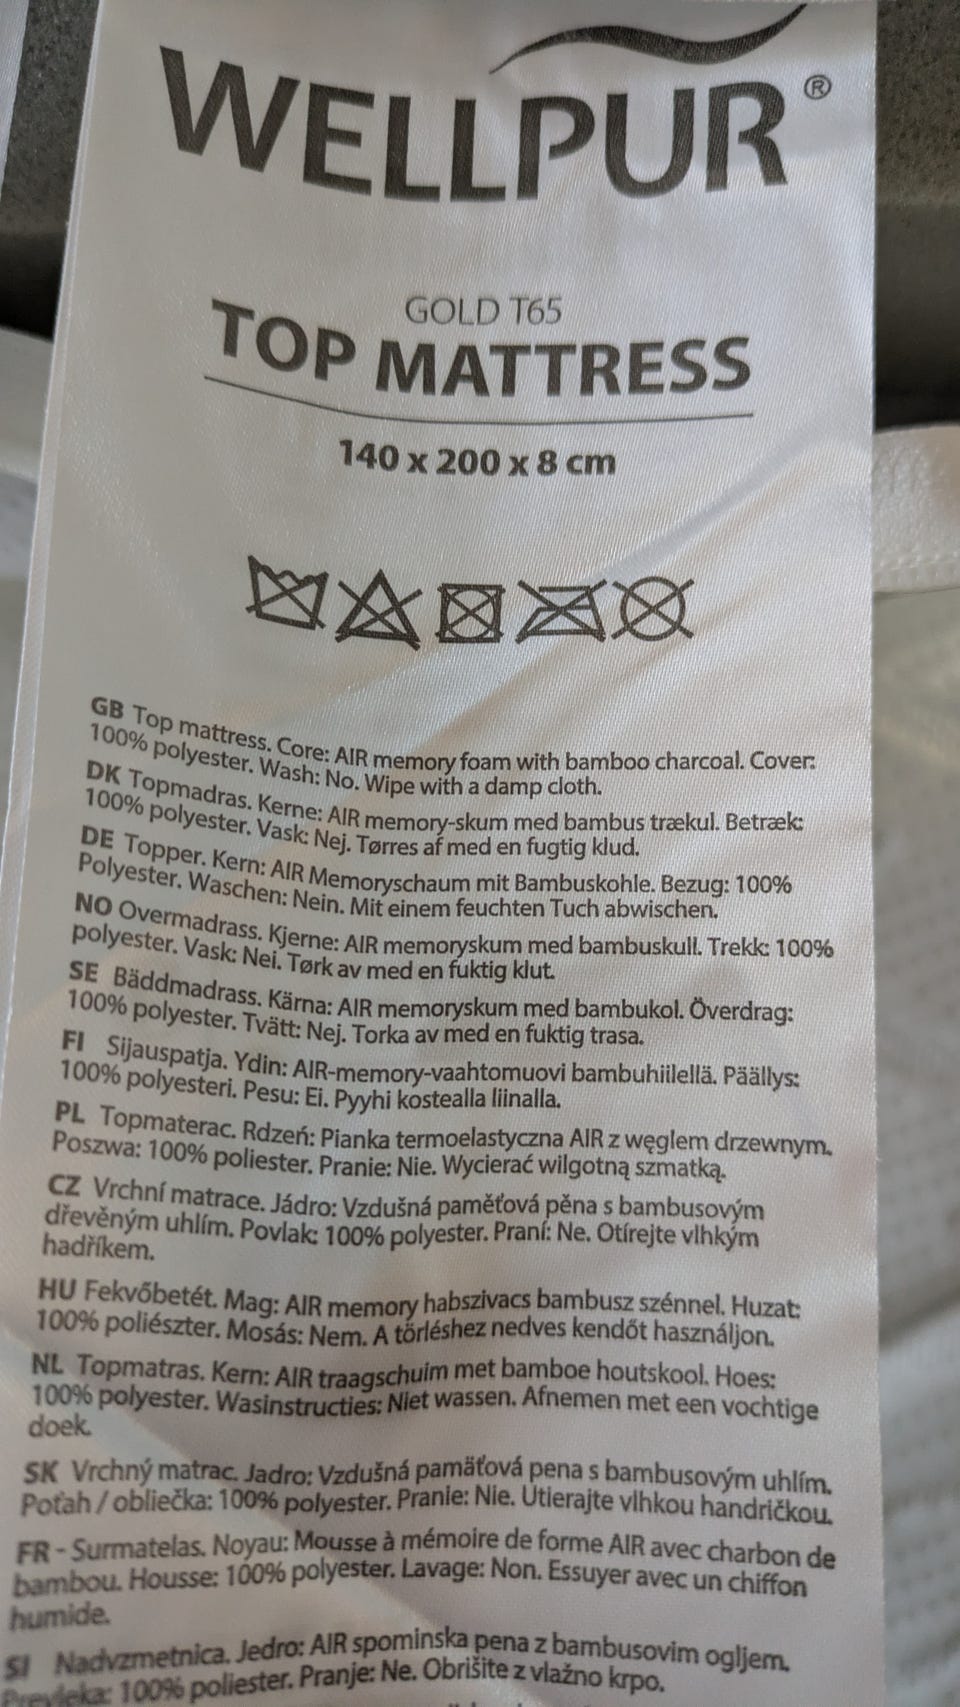 WELLPUR®
GOLD T65
TOP MATTRESS
140 x 200 x 8 cm
GB Top mattress. Core: AIR memory foam with bamboo charcoal. Cover:
100% polyester. Wash: No. Wipe with a damp cloth.
DK Topmadras. Kerne: AIR memory-skum med bambus trækul. Betræk:
100% polyester. Vask: Nej. Tørres af med en fugtig klud.
DE Topper. Kern: AIR Memoryschaum mit Bambuskohle. Bezug: 100%
Polyester. Waschen: Nein. Mit einem feuchten Tuch abwischen.
NO Overmadrass. Kjerne: AIR memoryskum med bambuskull. Trekk: 100%
polyester. Vask: Nei. Tørk av med en fuktig klut.
SE Bäddmadrass. Kärna: AIR memoryskum med bambukol. Överdrag:
100% polyester. Tvätt: Nej. Torka av med en fuktig trasa.
FI Sijauspatja. Ydin: AIR-memory-vaahtomuovi bambuhiilellä. Päällys:
100% polyesteri. Pesu: Ei. Pyyhi kostealla liinalla.
PL Topmaterac. Rdzeń: Pianka termoelastyczna AIR z węglem drzewnym.
Poszwa: 100% poliester. Pranie: Nie. Wycierać wilgotną szmatką.
CZ Vrchní matrace. Jádro: Vzdušná paměťová pěna s bambusovým
dřevěným uhlím. Povlak: 100% polyester. Praní: Ne. Otírejte vlhkým
hadříkem.
HU Fekvőbetét. Mag: AIR memory habszivacs bambusz szénnel. Huzat:
100% poliészter. Mosás: Nem. A törléshez nedves kendőt használjon.
NL Topmatras. Kern: AIR traagschuim met bamboe houtskool. Hoes:
100% polyester. Wasinstructies: Niet wassen. Afnemen met een vochtige
doek.
SK Vrchný matrac. Jadro: Vzdušná pamäťová pena s bambusovým uhlím.
Poťah / obliečka: 100% polyester. Pranie: Nie. Utierajte vlhkou handričkou.
FR - Surmatelas. Noyau: Mousse à mémoire de forme AIR avec charbon de
bambou. Housse: 100% polyester. Lavage: Non. Essuyer avec un chiffon
humide.
SI Nadvzmetnica. Jedro: AIR spominska pena z bambusovim ogljem.
Prevleka: 100% poliester. Pranje: Ne. Obrišite z vlažno krpo.